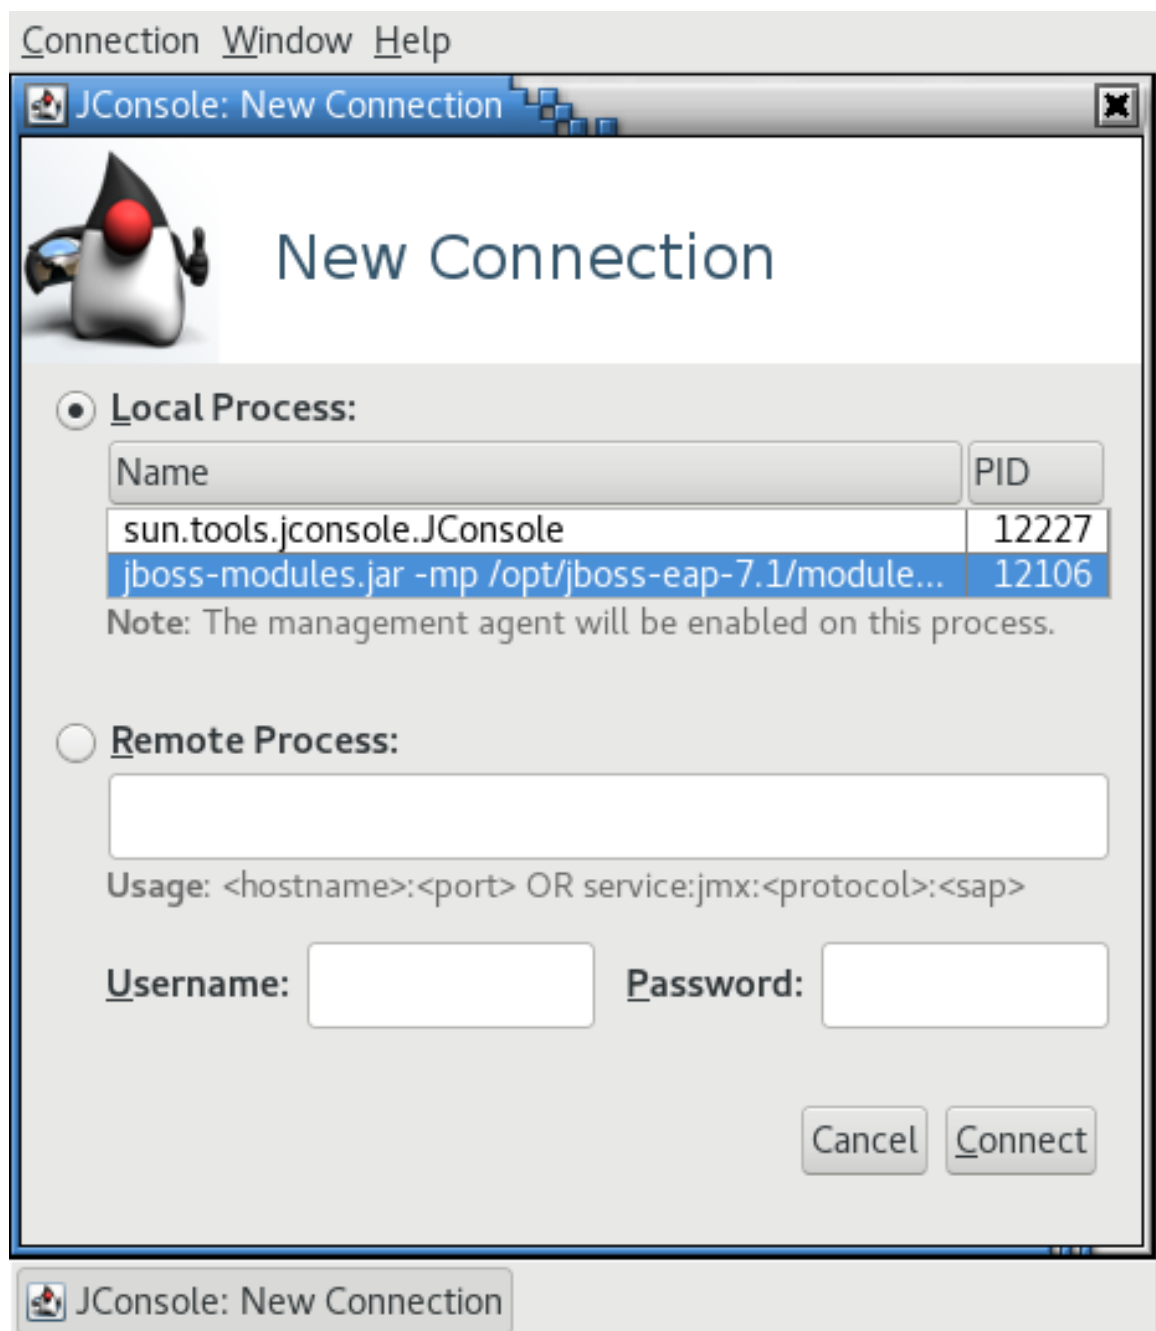 Connection Window Help
JConsole: New Connection
New Connection
Local Process:
Name PID
sun.tools.jconsole.JConsole 12227
jboss-modules.jar -mp /opt/jboss-eap-7.1/module... 12106
Note: The management agent will be enabled on this process.
Remote Process:
Usage: <hostname>:<port> OR service:jmx:<protocol>:<sap>
Username: Password:
Cancel Connect
JConsole: New Connection